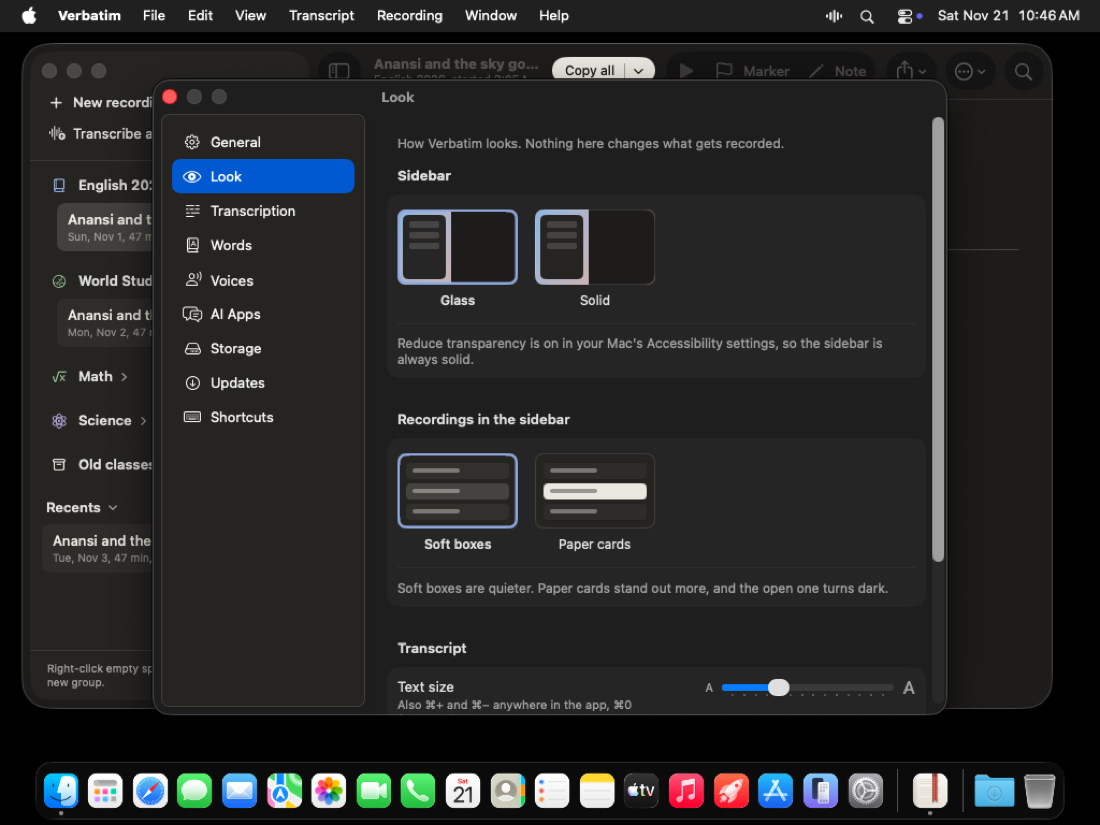 Verbatim File Edit View Transcript Recording Window Help
Sat Nov 21 10:46 AM
Anansi and the sky go...
Copy all
Marker
Note
New recordi
Transcribe a
English 202
Anansi and t
Sun, Nov 1, 47 m
World Stud
Anansi and t
Mon, Nov 2, 47
Math
Science
Old classes
Recents
Anansi and the
Tue, Nov 3, 47 min,
Right-click empty sp
new group.
Look
General
Look
Transcription
Words
Voices
AI Apps
Storage
Updates
Shortcuts
How Verbatim looks. Nothing here changes what gets recorded.
Sidebar
Glass
Solid
Reduce transparency is on in your Mac's Accessibility settings, so the sidebar is
always solid.
Recordings in the sidebar
Soft boxes
Paper cards
Soft boxes are quieter. Paper cards stand out more, and the open one turns dark.
Transcript
Text size
A A
Also ⌘+ and ⌘− anywhere in the app, ⌘0
Sat
21
tv